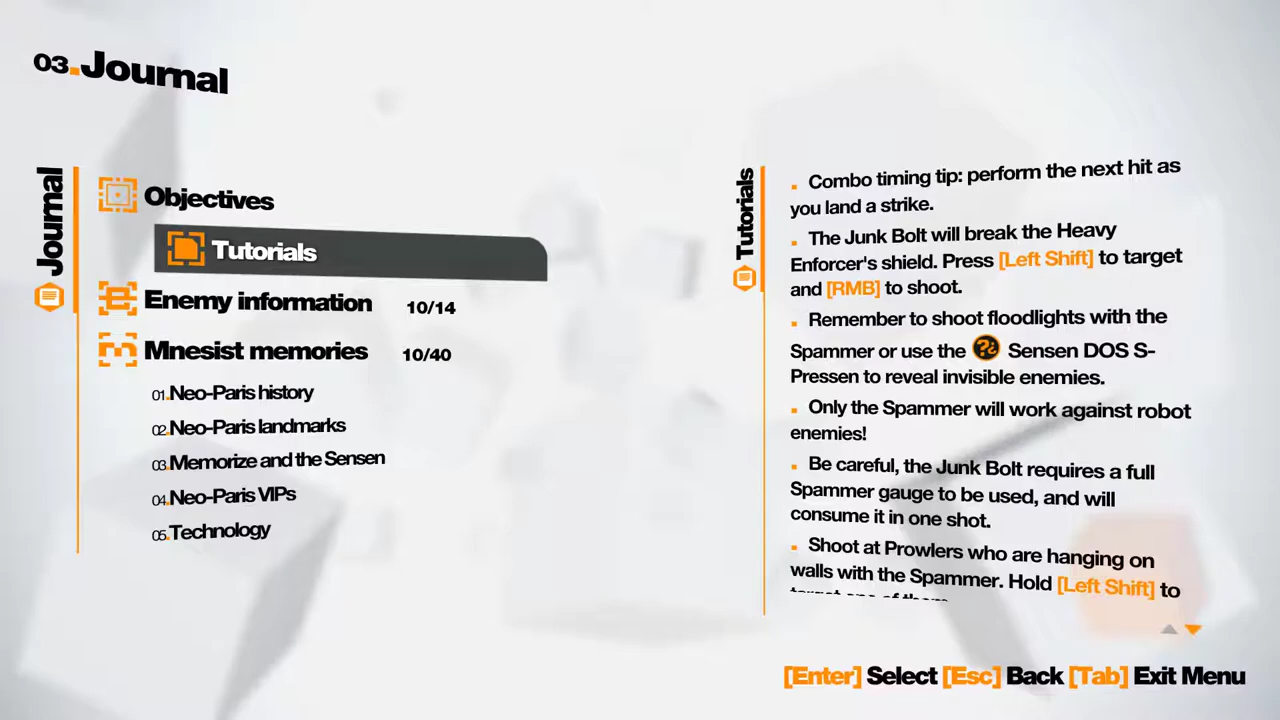 03.Journal
Journal
Objectives
Tutorials
Enemy information 10/14
Mnesist memories 10/40
01.Neo-Paris history
02.Neo-Paris landmarks
03.Memorize and the Sensen
04.Neo-Paris VIPs
05.Technology
Tutorials
Combo timing tip: perform the next hit as
you land a strike.
The Junk Bolt will break the Heavy
Enforcer's shield. Press [Left Shift] to target
and [RMB] to shoot.
Remember to shoot floodlights with the
Spammer or use the Sensen DOS S-
Pressen to reveal invisible enemies.
Only the Spammer will work against robot
enemies!
Be careful, the Junk Bolt requires a full
Spammer gauge to be used, and will
consume it in one shot.
Shoot at Prowlers who are hanging on
walls with the Spammer. Hold [Left Shift] to
[Enter] Select [Esc] Back [Tab] Exit Menu